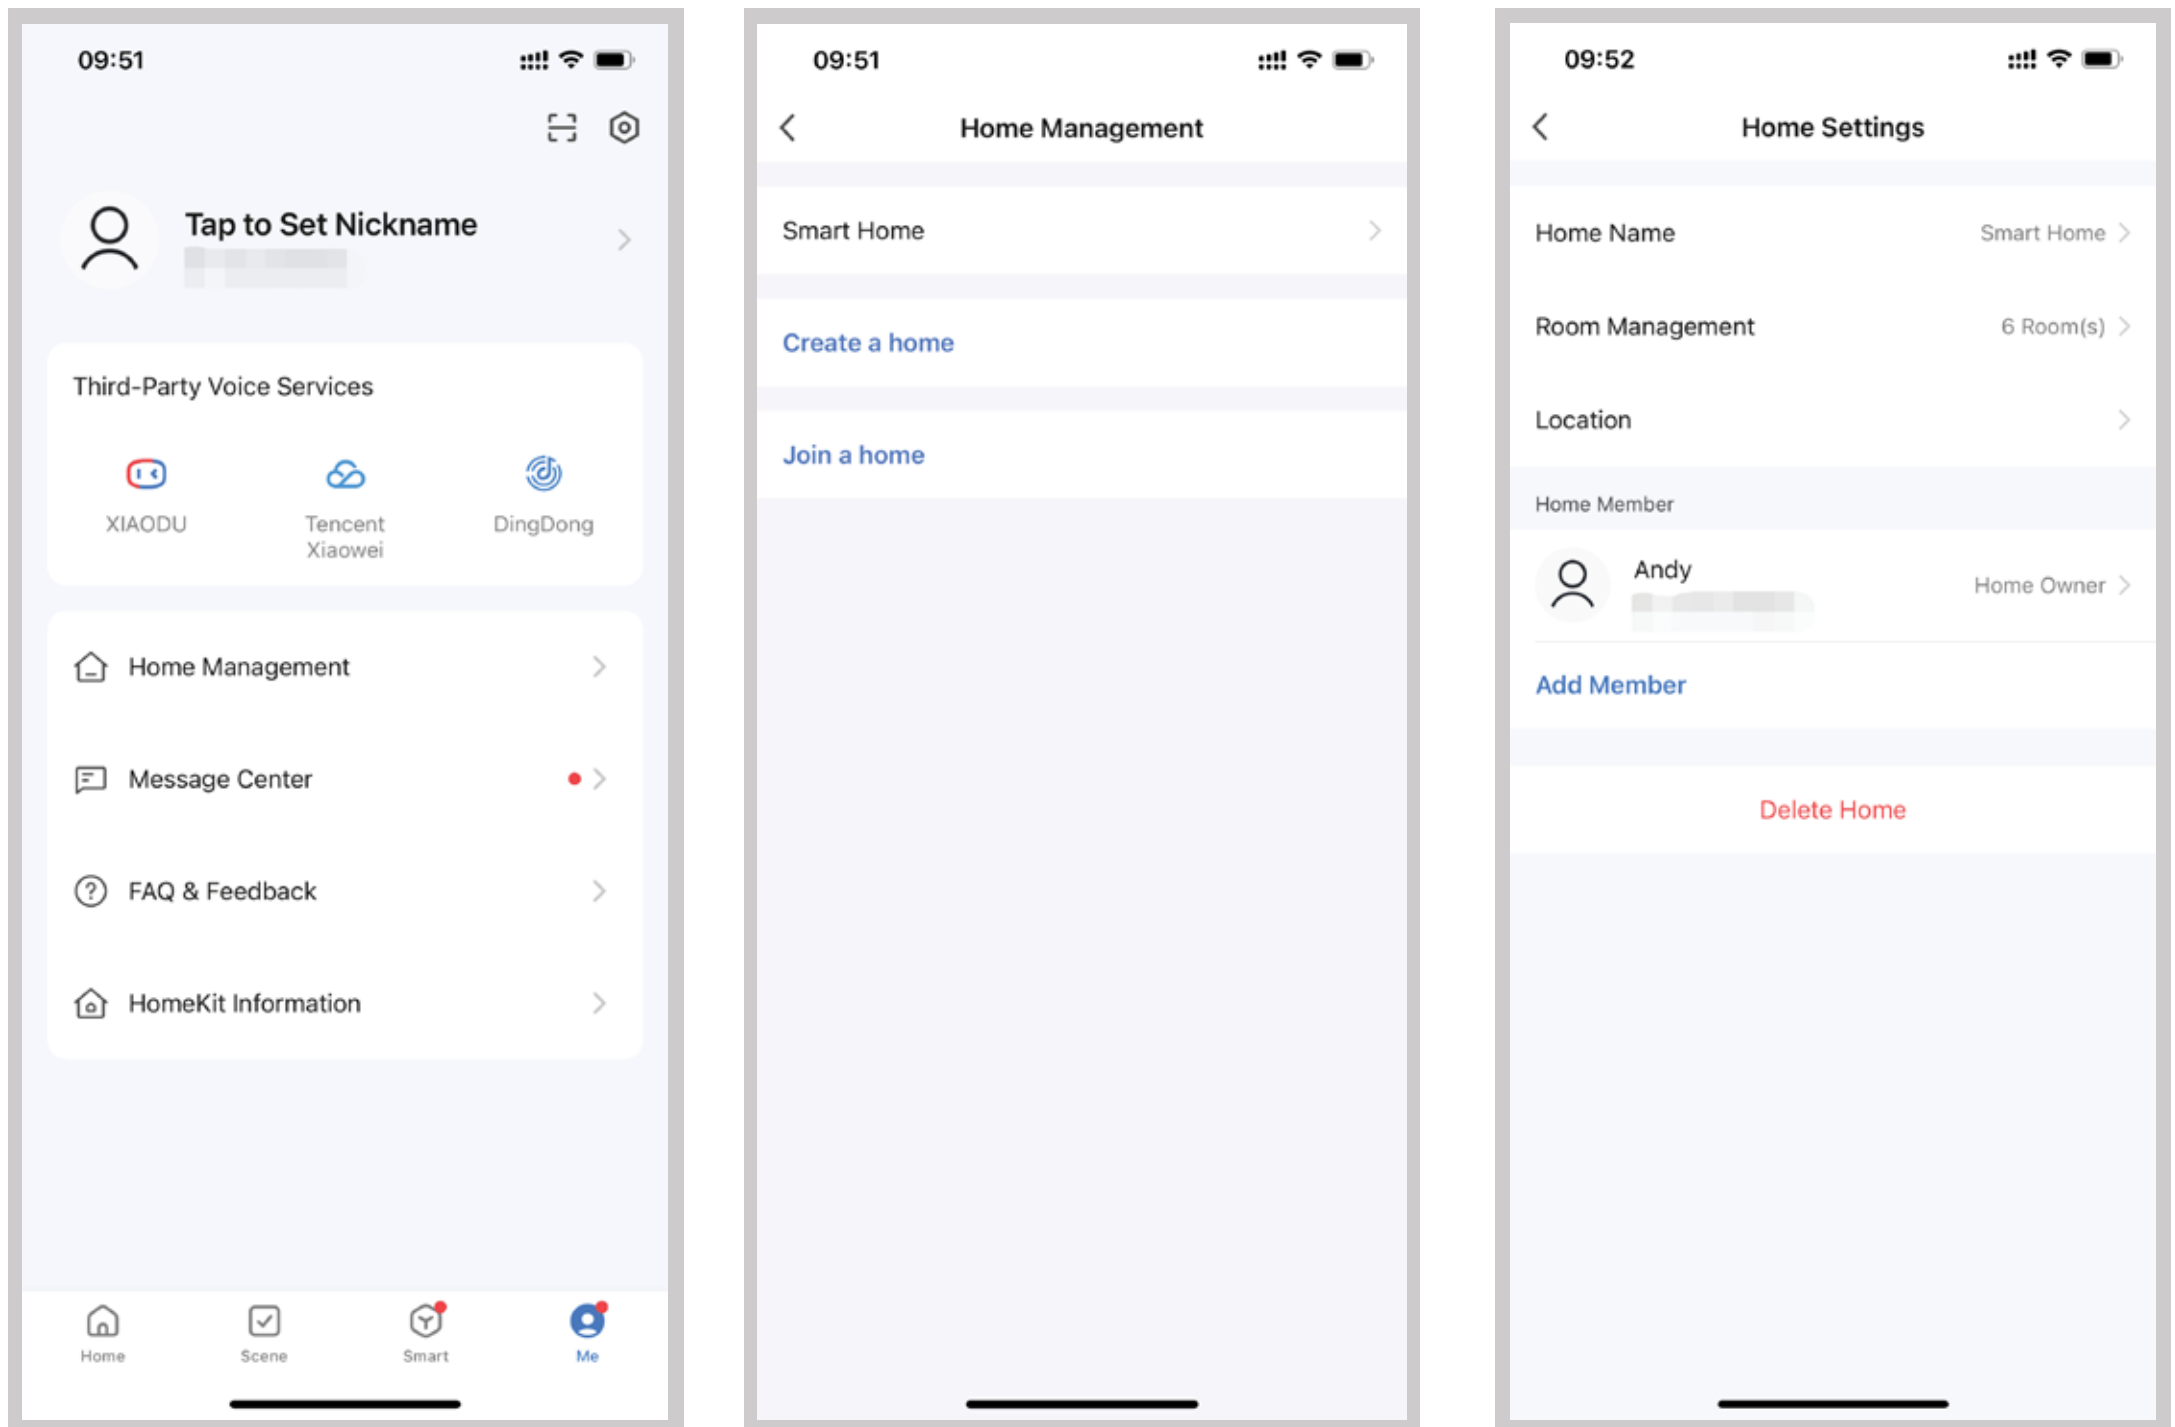 09:51
Tap to Set Nickname
Third-Party Voice Services
XIAODU
Tencent
Xiaowei
DingDong
Home Management
Message Center
FAQ & Feedback
HomeKit Information
Home
Scene
Smart
Me
09:51
Home Management
Smart Home
Create a home
Join a home
09:52
Home Settings
Home Name Smart Home
Room Management 6 Room(s)
Location
Home Member
Andy
Home Owner
Add Member
Delete Home